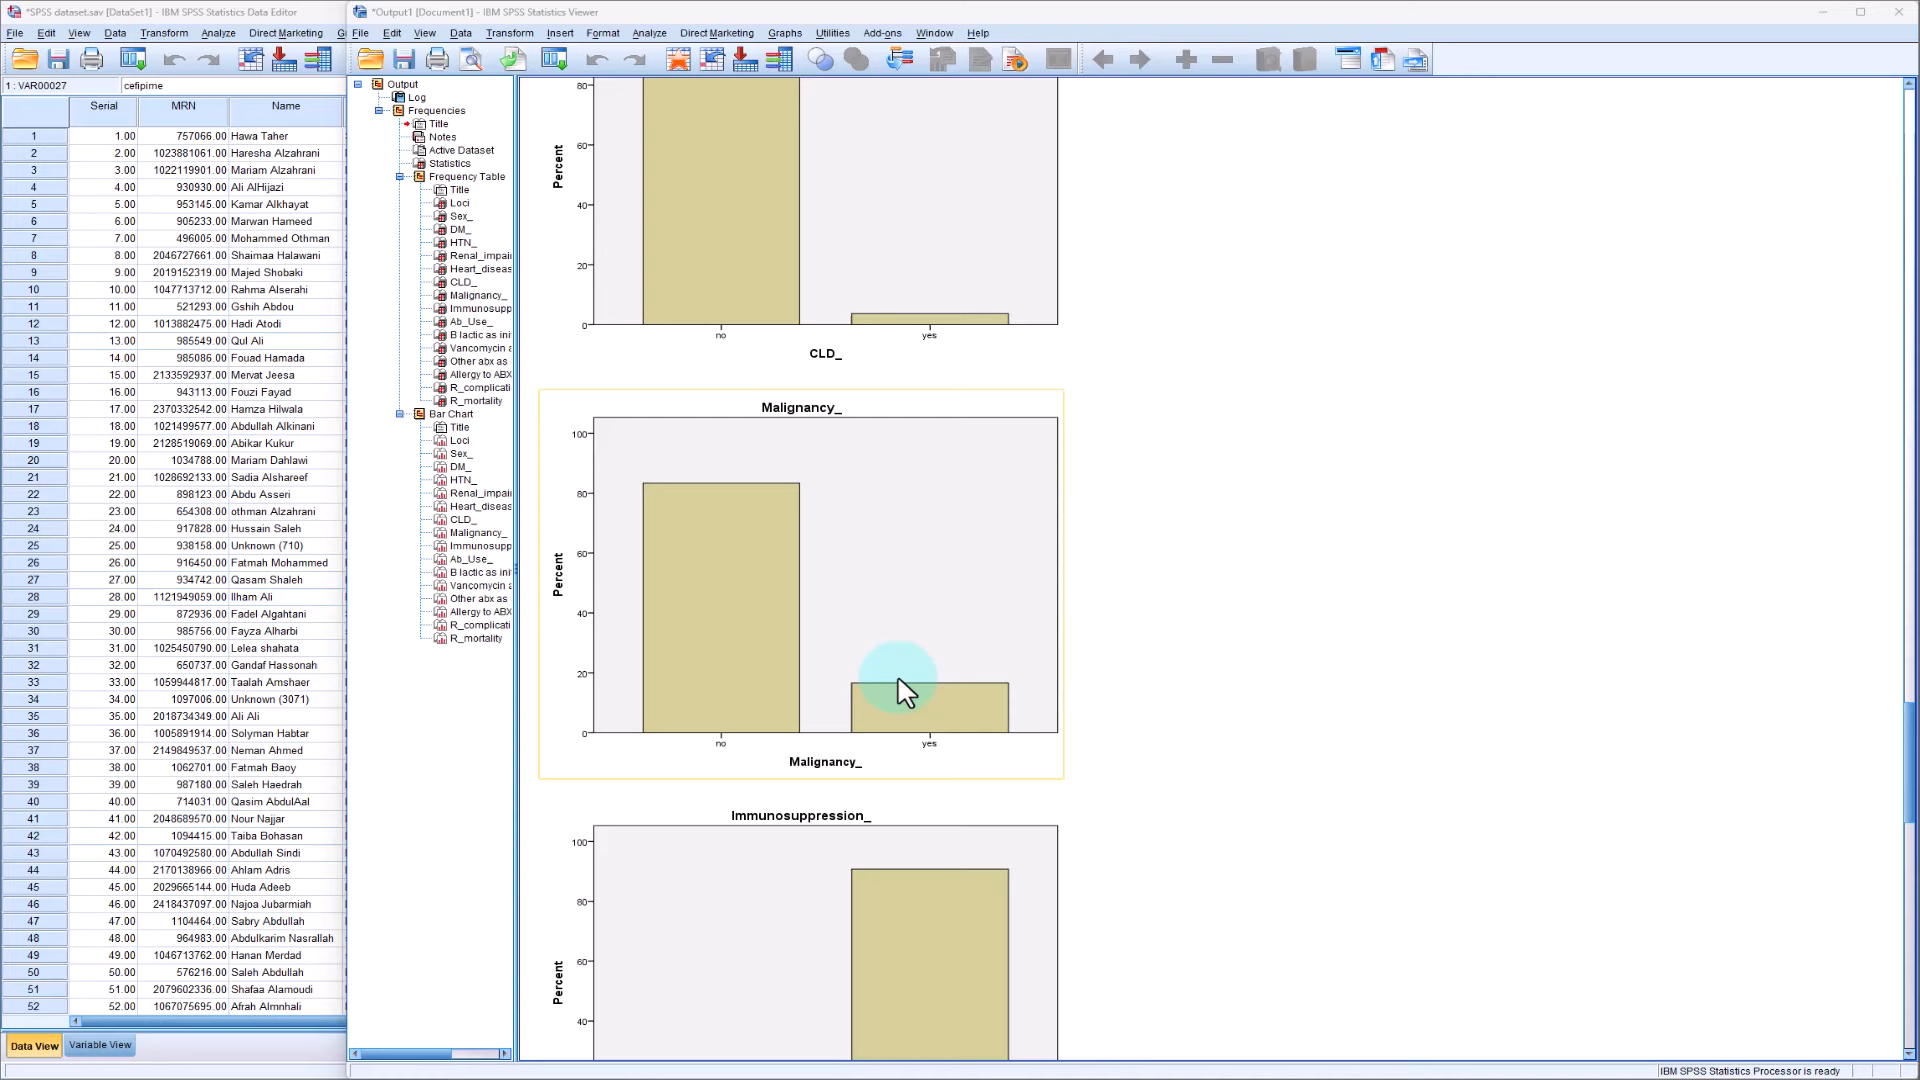 *SPSS dataset.sav [DataSet1] - IBM SPSS Statistics Data Editor
File Edit View Data Transform Analyze Direct Marketing
1 : VAR00027 cefipime
Serial MRN Name
1 1.00 757066.00 Hawa Taher
2 2.00 1023881061.00 Haresha Alzahrani
3 3.00 1022119901.00 Mariam Alzahrani
4 4.00 930930.00 Ali AlHijazi
5 5.00 953145.00 Kamar Alkhayat
6 6.00 905233.00 Marwan Hameed
7 7.00 496005.00 Mohammed Othman
8 8.00 2046727661.00 Shaimaa Halawani
9 9.00 2019152319.00 Majed Shobaki
10 10.00 1047713712.00 Rahma Alserahi
11 11.00 521293.00 Gshih Abdou
12 12.00 1013882475.00 Hadi Atodi
13 13.00 985549.00 Qul Ali
14 14.00 985086.00 Fouad Hamada
15 15.00 2133592937.00 Mervat Jeesa
16 16.00 943113.00 Fouzi Fayad
17 17.00 2370332542.00 Hamza Hilwala
18 18.00 1021499577.00 Abdullah Alkinani
19 19.00 2128519069.00 Abikar Kukur
20 20.00 1034788.00 Mariam Dahlawi
21 21.00 1028692133.00 Sadia Alshareef
22 22.00 898123.00 Abdu Asseri
23 23.00 654308.00 othman Alzahrani
24 24.00 917828.00 Hussain Saleh
25 25.00 938158.00 Unknown (710)
26 26.00 916450.00 Fatmah Mohammed
27 27.00 934742.00 Qasam Shaleh
28 28.00 1121949059.00 Ilham Ali
29 29.00 872936.00 Fadel Algahtani
30 30.00 985756.00 Fayza Alharbi
31 31.00 1025450790.00 Lelea shahata
32 32.00 650737.00 Gandaf Hassonah
33 33.00 1059944817.00 Taalah Amshaer
34 34.00 1097006.00 Unknown (3071)
35 35.00 2018734349.00 Ali Ali
36 36.00 1005891914.00 Solyman Habtar
37 37.00 2149849537.00 Neman Ahmed
38 38.00 1062701.00 Fatmah Baoy
39 39.00 987180.00 Saleh Haedrah
40 40.00 714031.00 Qasim AbdulAal
41 41.00 2048689570.00 Nour Najjar
42 42.00 1094415.00 Taiba Bohasan
43 43.00 1070492580.00 Abdullah Sindi
44 44.00 2170138966.00 Ahlam Adris
45 45.00 2029665144.00 Huda Adeeb
46 46.00 2418437097.00 Najoa Jubarmiah
47 47.00 1104464.00 Sabry Abdullah
48 48.00 964983.00 Abdulkarim Nasrallah
49 49.00 1046713762.00 Hanan Merdad
50 50.00 576216.00 Saleh Abdullah
51 51.00 2079602336.00 Shafaa Alamoudi
52 52.00 1067075695.00 Afrah Almnhali
Data View Variable View
*Output1 [Document1] - IBM SPSS Statistics Viewer
File Edit View Data Transform Insert Format Analyze Direct Marketing Graphs Utilities Add-ons Window Help
Output
Log
Frequencies
Title
Notes
Active Dataset
Statistics
Frequency Table
Title
Loci
Sex_
DM_
HTN_
Renal_impai
Heart_diseas
CLD_
Malignancy_
Immunosupp
Ab_Use_
B lactic as ini
Vancomycin a
Other abx as
Allergy to ABX
R_complicati
R_mortality
Bar Chart
Title
Loci
Sex_
DM_
HTN_
Renal_impai
Heart_diseas
CLD_
Malignancy_
Immunosupp
Ab_Use_
B lactic as ini
Vancomycin a
Other abx as
Allergy to ABX
R_complicati
R_mortality
Percent
80
60
40
20
0
no yes
CLD_
Malignancy_
Percent
100
80
60
40
20
0
no yes
Malignancy_
Immunosuppression_
Percent
100
80
60
40
IBM SPSS Statistics Processor is ready